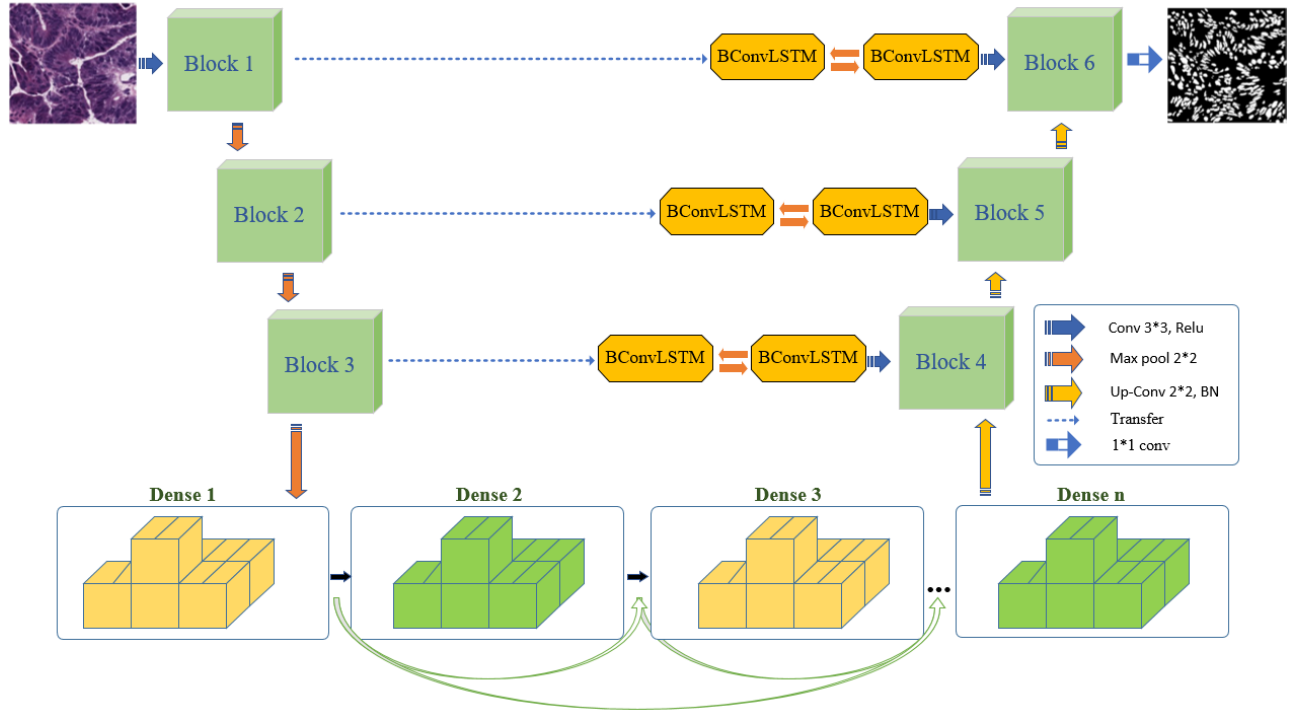 Block 1
BConvLSTM
BConvLSTM
Block 6
Block 2
BConvLSTM
BConvLSTM
Block 5
Block 3
BConvLSTM
BConvLSTM
Block 4
Conv 3*3, Relu
Max pool 2*2
Up-Conv 2*2, BN
Transfer
1*1 conv
Dense 1
Dense 2
Dense 3
Dense n
...